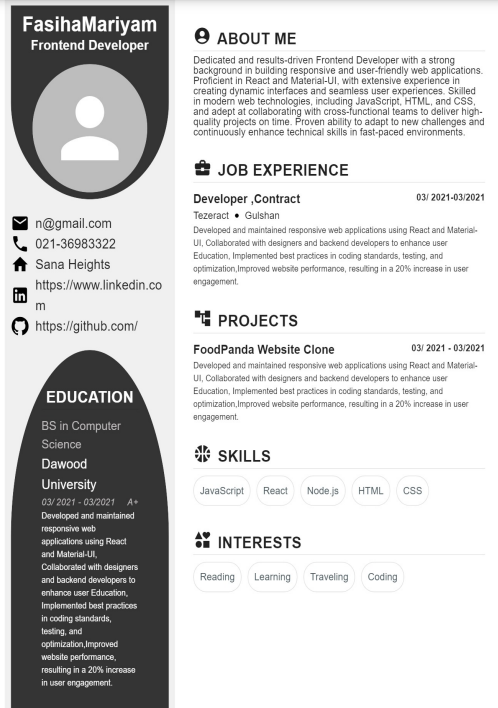 FasihaMariyam
Frontend Developer
n@gmail.com
021-36983322
Sana Heights
https://www.linkedin.co
m
https://github.com/
EDUCATION
BS in Computer
Science
Dawood
University
03/ 2021 - 03/2021 A+
Developed and maintained
responsive web
applications using React
and Material-UI,
Collaborated with designers
and backend developers to
enhance user Education,
Implemented best practices
in coding standards,
testing, and
optimization,Improved
website performance,
resulting in a 20% increase
in user engagement.
ABOUT ME
Dedicated and results-driven Frontend Developer with a strong
background in building responsive and user-friendly web applications.
Proficient in React and Material-UI, with extensive experience in
creating dynamic interfaces and seamless user experiences. Skilled
in modern web technologies, including JavaScript, HTML, and CSS,
and adept at collaborating with cross-functional teams to deliver high-
quality projects on time. Proven ability to adapt to new challenges and
continuously enhance technical skills in fast-paced environments.
JOB EXPERIENCE
Developer ,Contract 03/ 2021-03/2021
Tezeract • Gulshan
Developed and maintained responsive web applications using React and Material-
UI, Collaborated with designers and backend developers to enhance user
Education, Implemented best practices in coding standards, testing, and
optimization,Improved website performance, resulting in a 20% increase in user
engagement.
PROJECTS
FoodPanda Website Clone 03/ 2021 - 03/2021
Developed and maintained responsive web applications using React and Material-
UI, Collaborated with designers and backend developers to enhance user
Education, Implemented best practices in coding standards, testing, and
optimization,Improved website performance, resulting in a 20% increase in user
engagement.
SKILLS
JavaScript React Node.js HTML CSS
INTERESTS
Reading Learning Traveling Coding